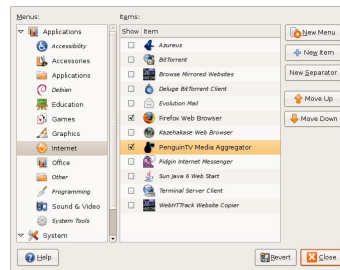 Menus:
Applications
Accessibility
Accessories
Applications
Debian
Education
Games
Graphics
Internet
Office
Other
Programming
Sound & Video
System Tools
System
Items:
Show Item
Azureus
BitTorrent
Browse Mirrored Websites
Deluge BitTorrent Client
Evolution Mail
Firefox Web Browser
Kazehakase Web Browser
PenguinTV Media Aggregator
Pidgin Internet Messenger
Sun Java 6 Web Start
Terminal Server Client
WebHTTrack Website Copier
New Menu
New Item
New Separator
Move Up
Move Down
Help
Revert
Close